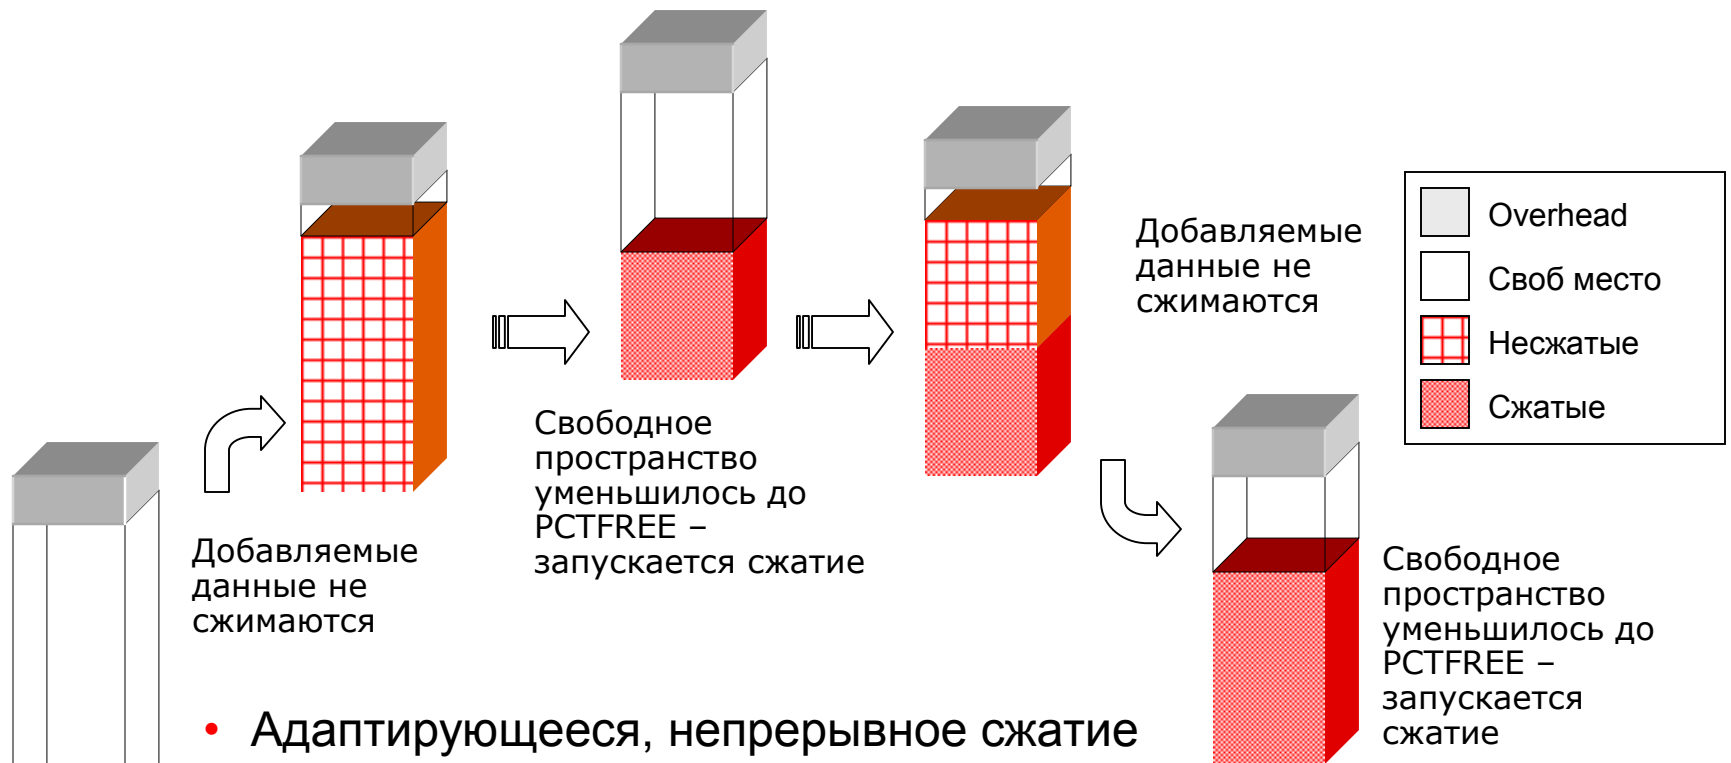 Добавляемые
данные не
сжимаются
Свободное
пространство
уменьшилось до
PCTFREE –
запускается сжатие
Добавляемые
данные не
сжимаются
Свободное
пространство
уменьшилось до
PCTFREE –
запускается
сжатие
Overhead
Своб место
Несжатые
Сжатые
• Адаптирующееся, непрерывное сжатие